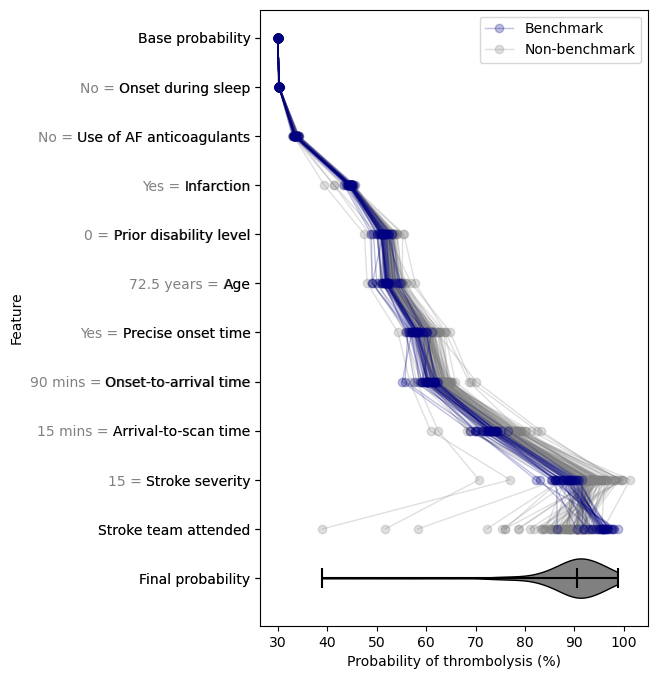 Benchmark
Non-benchmark
Feature
Base probability
No = Onset during sleep
No = Use of AF anticoagulants
Yes = Infarction
0 = Prior disability level
72.5 years = Age
Yes = Precise onset time
90 mins = Onset-to-arrival time
15 mins = Arrival-to-scan time
15 = Stroke severity
Stroke team attended
Final probability
30 40 50 60 70 80 90 100
Probability of thrombolysis (%)